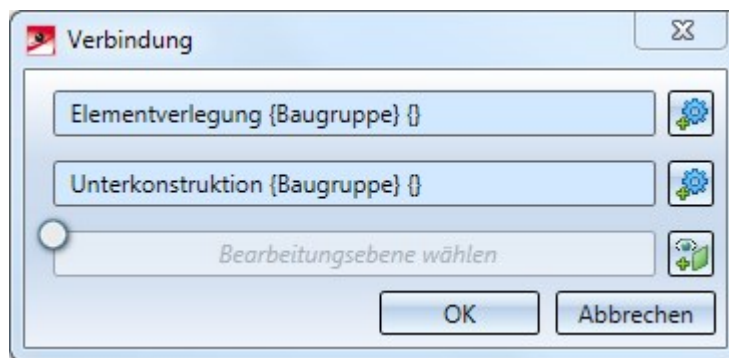 Verbindung
Elementverlegung {Baugruppe} {}
Unterkonstruktion {Baugruppe} {}
Bearbeitungsebene wählen
OK Abbrechen